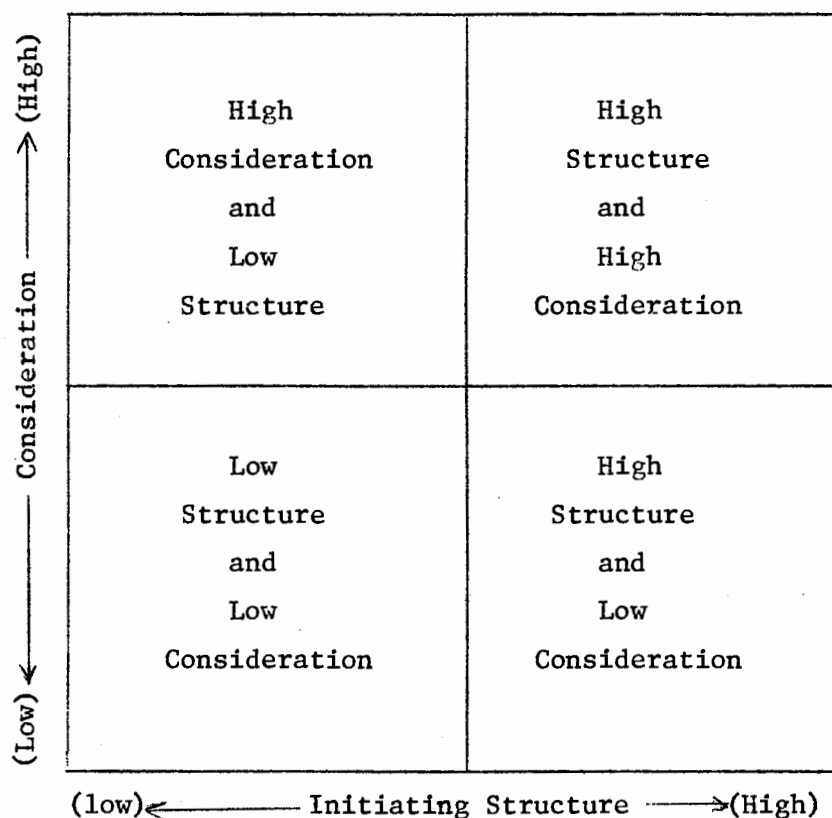 (High)
Consideration
(Low)
High
Consideration
and
Low
Structure
High
Structure
and
High
Consideration
Low
Structure
and
Low
Consideration
High
Structure
and
Low
Consideration
(low) Initiating Structure (High)